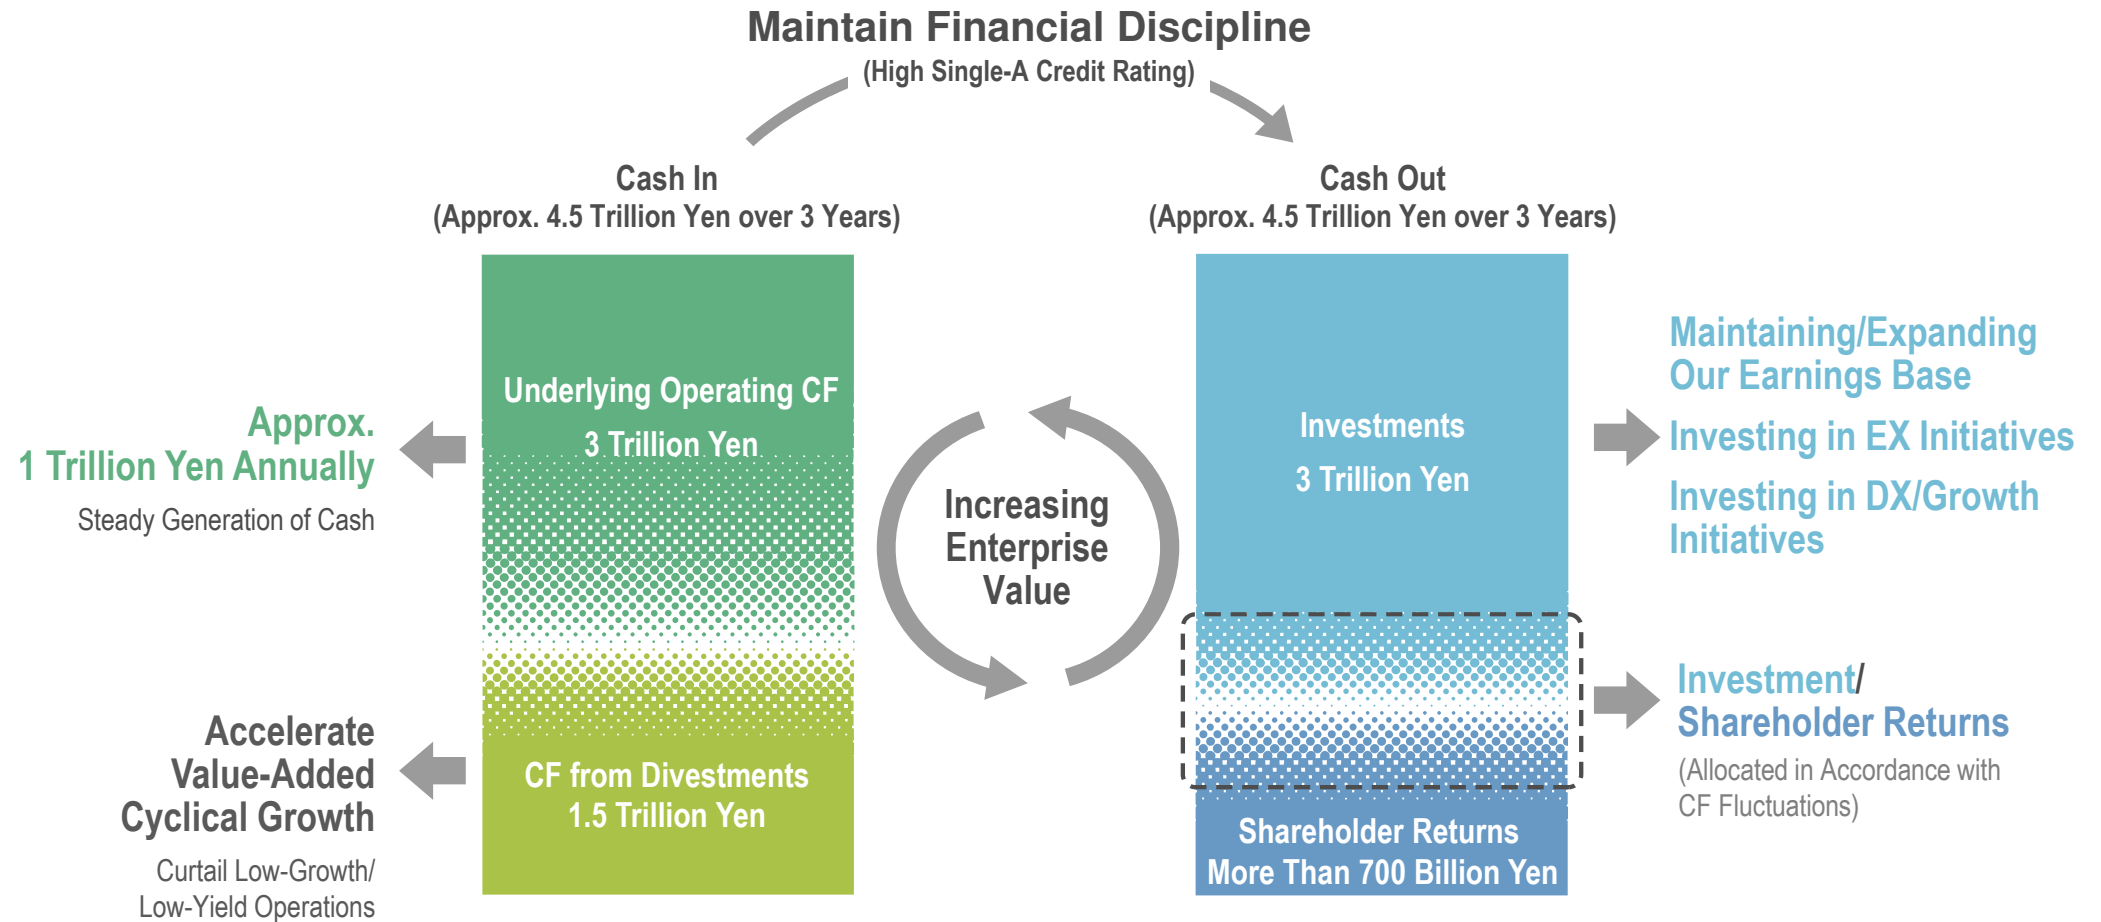 Maintain Financial Discipline
(High Single-A Credit Rating)
Cash In
(Approx. 4.5 Trillion Yen over 3 Years)
Cash Out
(Approx. 4.5 Trillion Yen over 3 Years)
Approx.
1 Trillion Yen Annually
Steady Generation of Cash
Accelerate
Value-Added
Cyclical Growth
Curtail Low-Growth/
Low-Yield Operations
Underlying Operating CF
3 Trillion Yen
CF from Divestments
1.5 Trillion Yen
Increasing
Enterprise
Value
Investments
3 Trillion Yen
Shareholder Returns
More Than 700 Billion Yen
Maintaining/Expanding
Our Earnings Base
Investing in EX Initiatives
Investing in DX/Growth
Initiatives
Investment/
Shareholder Returns
(Allocated in Accordance with
CF Fluctuations)